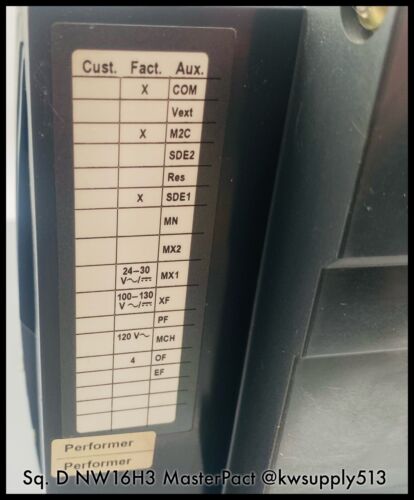 Cust. Fact. Aux.
X COM
Vext
X M2C
SDE2
Res
X SDE1
MN
MX2
24–30
V~/⎓ MX1
100–130
V~/⎓ XF
PF
120 V~ MCH
4 OF
EF
Performer
Performer
Sq. D NW16H3 MasterPact @kwsupply513